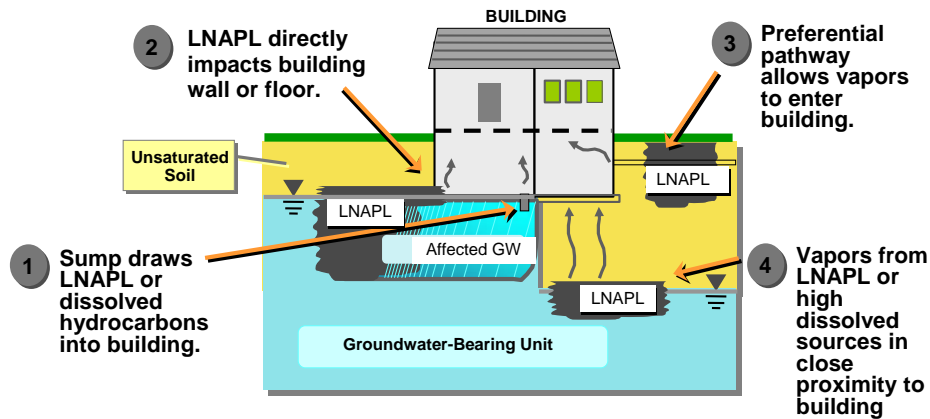 BUILDING
2
LNAPL directly
impacts building
wall or floor.
3
Preferential
pathway
allows vapors
to enter
building.
Unsaturated
Soil
LNAPL
LNAPL
1
Sump draws
LNAPL or
dissolved
hydrocarbons
into building.
Affected GW
LNAPL
4
Vapors from
LNAPL or
high
dissolved
sources in
close
proximity to
building
Groundwater-Bearing Unit